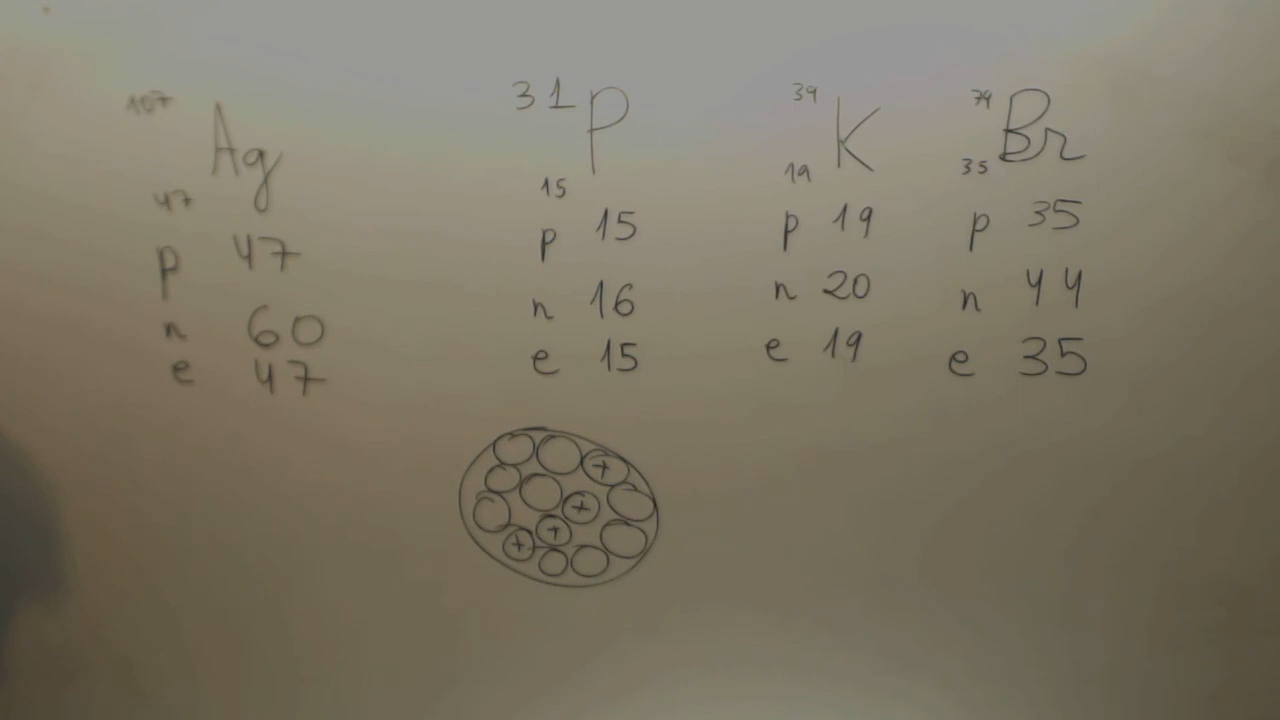 107 Ag
47
p 47
n 60
e 47
31 P
15
p 15
n 16
e 15
39 K
19
p 19
n 20
e 19
79 Br
35
p 35
n 44
e 35
+
+
+
+